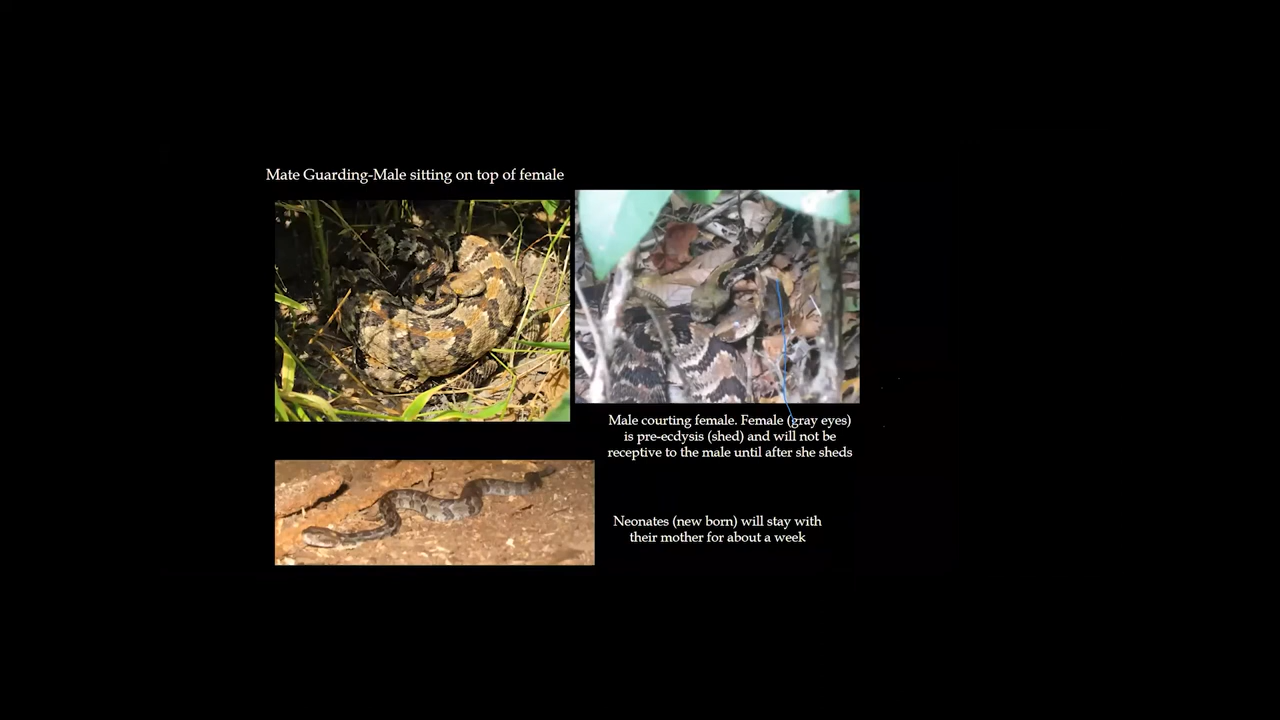 Mate Guarding-Male sitting on top of female
Male courting female. Female (gray eyes)
is pre-ecdysis (shed) and will not be
receptive to the male until after she sheds
Neonates (new born) will stay with
their mother for about a week